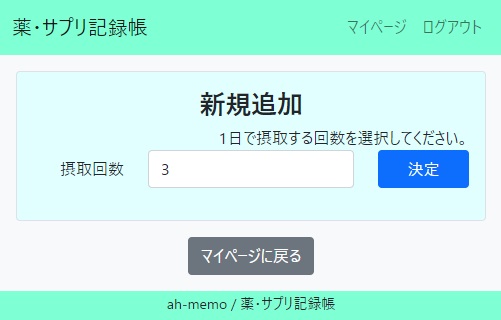 薬・サプリ記録帳 マイページ ログアウト
新規追加
1日で摂取する回数を選択してください。
摂取回数 3 決定
マイページに戻る
ah-memo / 薬・サプリ記録帳